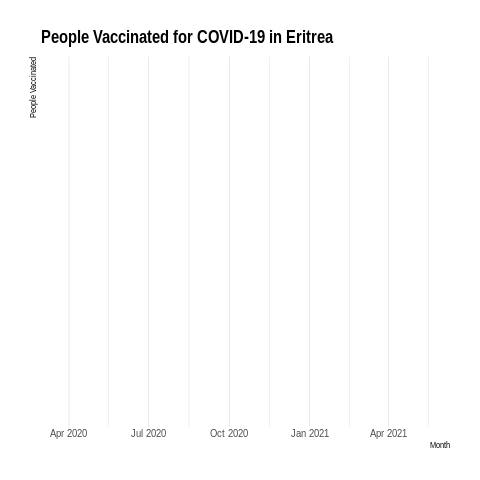 People Vaccinated for COVID-19 in Eritrea
People Vaccinated
Apr 2020 Jul 2020 Oct 2020 Jan 2021 Apr 2021
Month